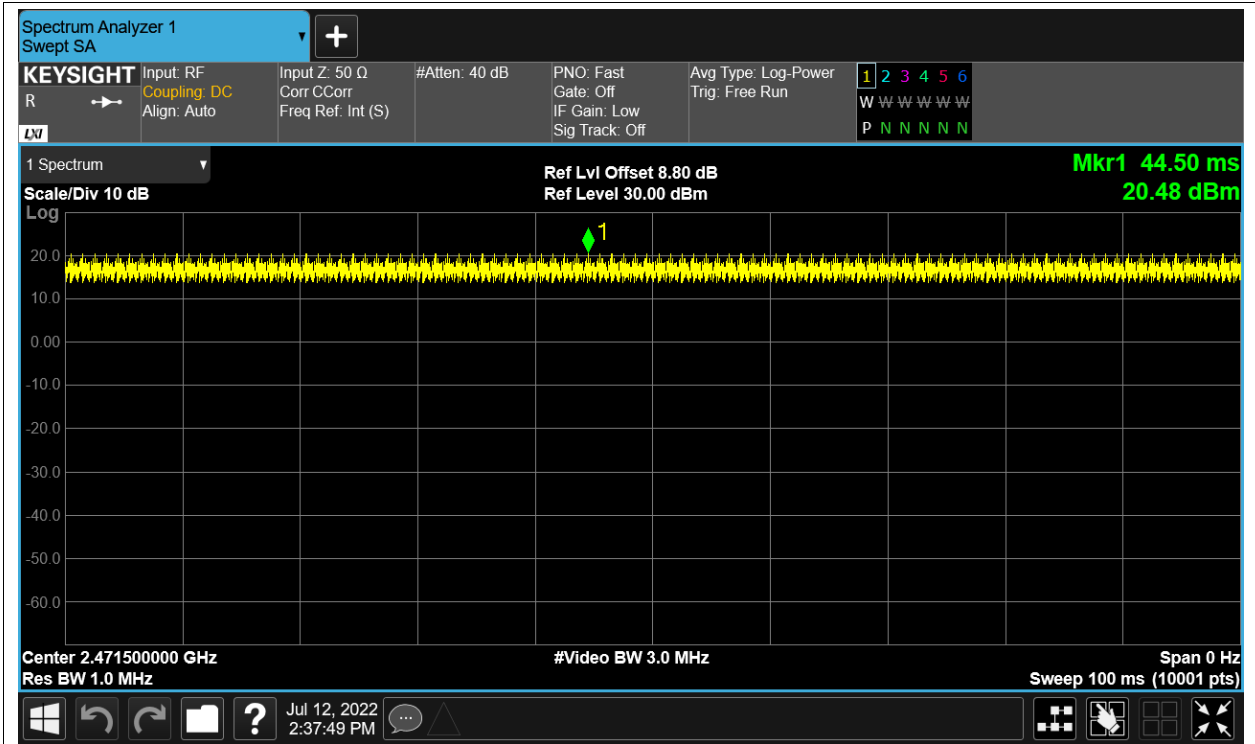 Spectrum Analyzer 1
Swept SA
KEYSIGHT
R
LXI
Input: RF
Coupling: DC
Align: Auto
Input Z: 50 Ω
Corr CCorr
Freq Ref: Int (S)
#Atten: 40 dB
PNO: Fast
Gate: Off
IF Gain: Low
Sig Track: Off
Avg Type: Log-Power
Trig: Free Run
1 2 3 4 5 6
W W W W W W
P N N N N N
1 Spectrum
Scale/Div 10 dB
Log
Ref Lvl Offset 8.80 dB
Ref Level 30.00 dBm
Mkr1 44.50 ms
20.48 dBm
1
20.0
10.0
0.00
-10.0
-20.0
-30.0
-40.0
-50.0
-60.0
Center 2.471500000 GHz
Res BW 1.0 MHz
#Video BW 3.0 MHz
Span 0 Hz
Sweep 100 ms (10001 pts)
?
Jul 12, 2022
2:37:49 PM